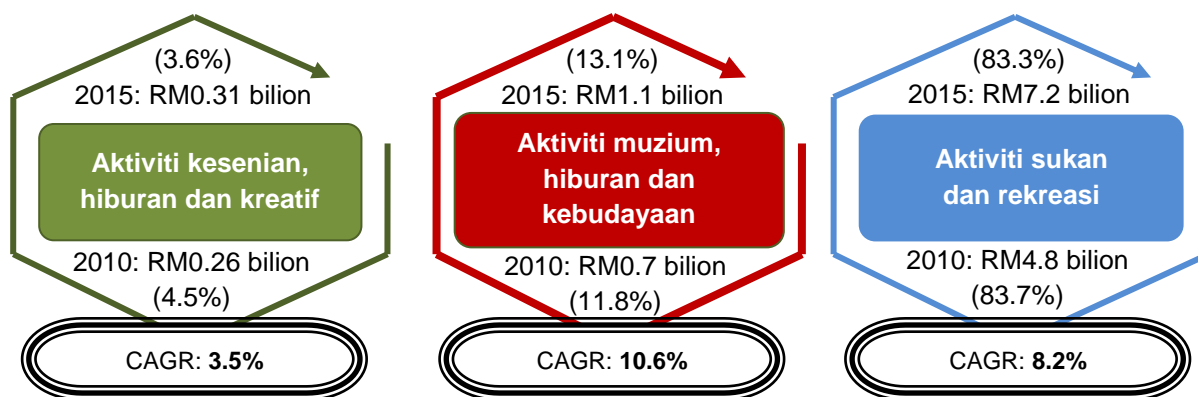 (3.6%)
2015: RM0.31 bilion
Aktiviti kesenian,
hiburan dan kreatif
2010: RM0.26 bilion
(4.5%)
CAGR: 3.5%
(13.1%)
2015: RM1.1 bilion
Aktiviti muzium,
hiburan dan
kebudayaan
2010: RM0.7 bilion
(11.8%)
CAGR: 10.6%
(83.3%)
2015: RM7.2 bilion
Aktiviti sukan
dan rekreasi
2010: RM4.8 bilion
(83.7%)
CAGR: 8.2%